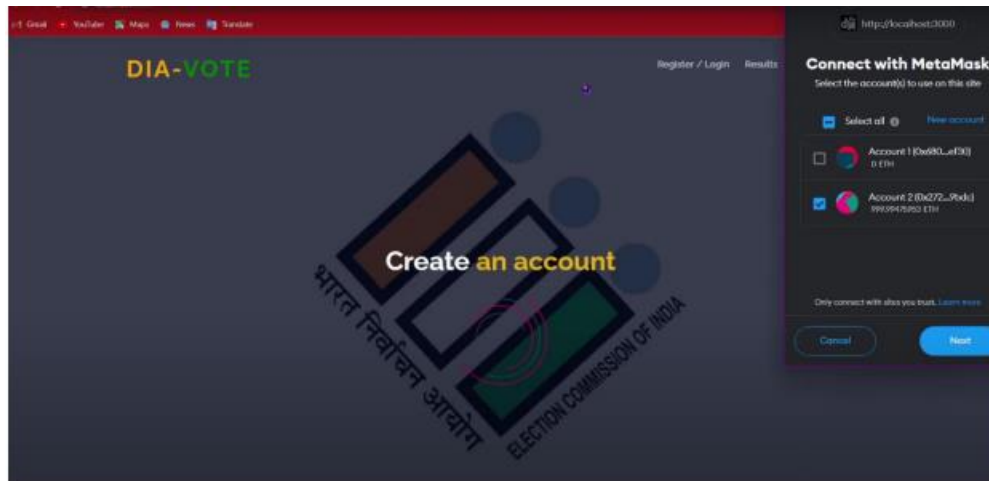 Gmail YouTube Maps News Translate
DIA-VOTE
Register / Login Results
Create an account
भारत निर्वाचन आयोग
ELECTION COMMISSION OF INDIA
http://localhost:3000
Connect with MetaMask
Select the account(s) to use on this site
Select all New account
Account 1 (0x680...ef30)
0 ETH
Account 2 (0x272...9bdc)
ETH
Only connect with sites you trust. Learn more
Cancel Next